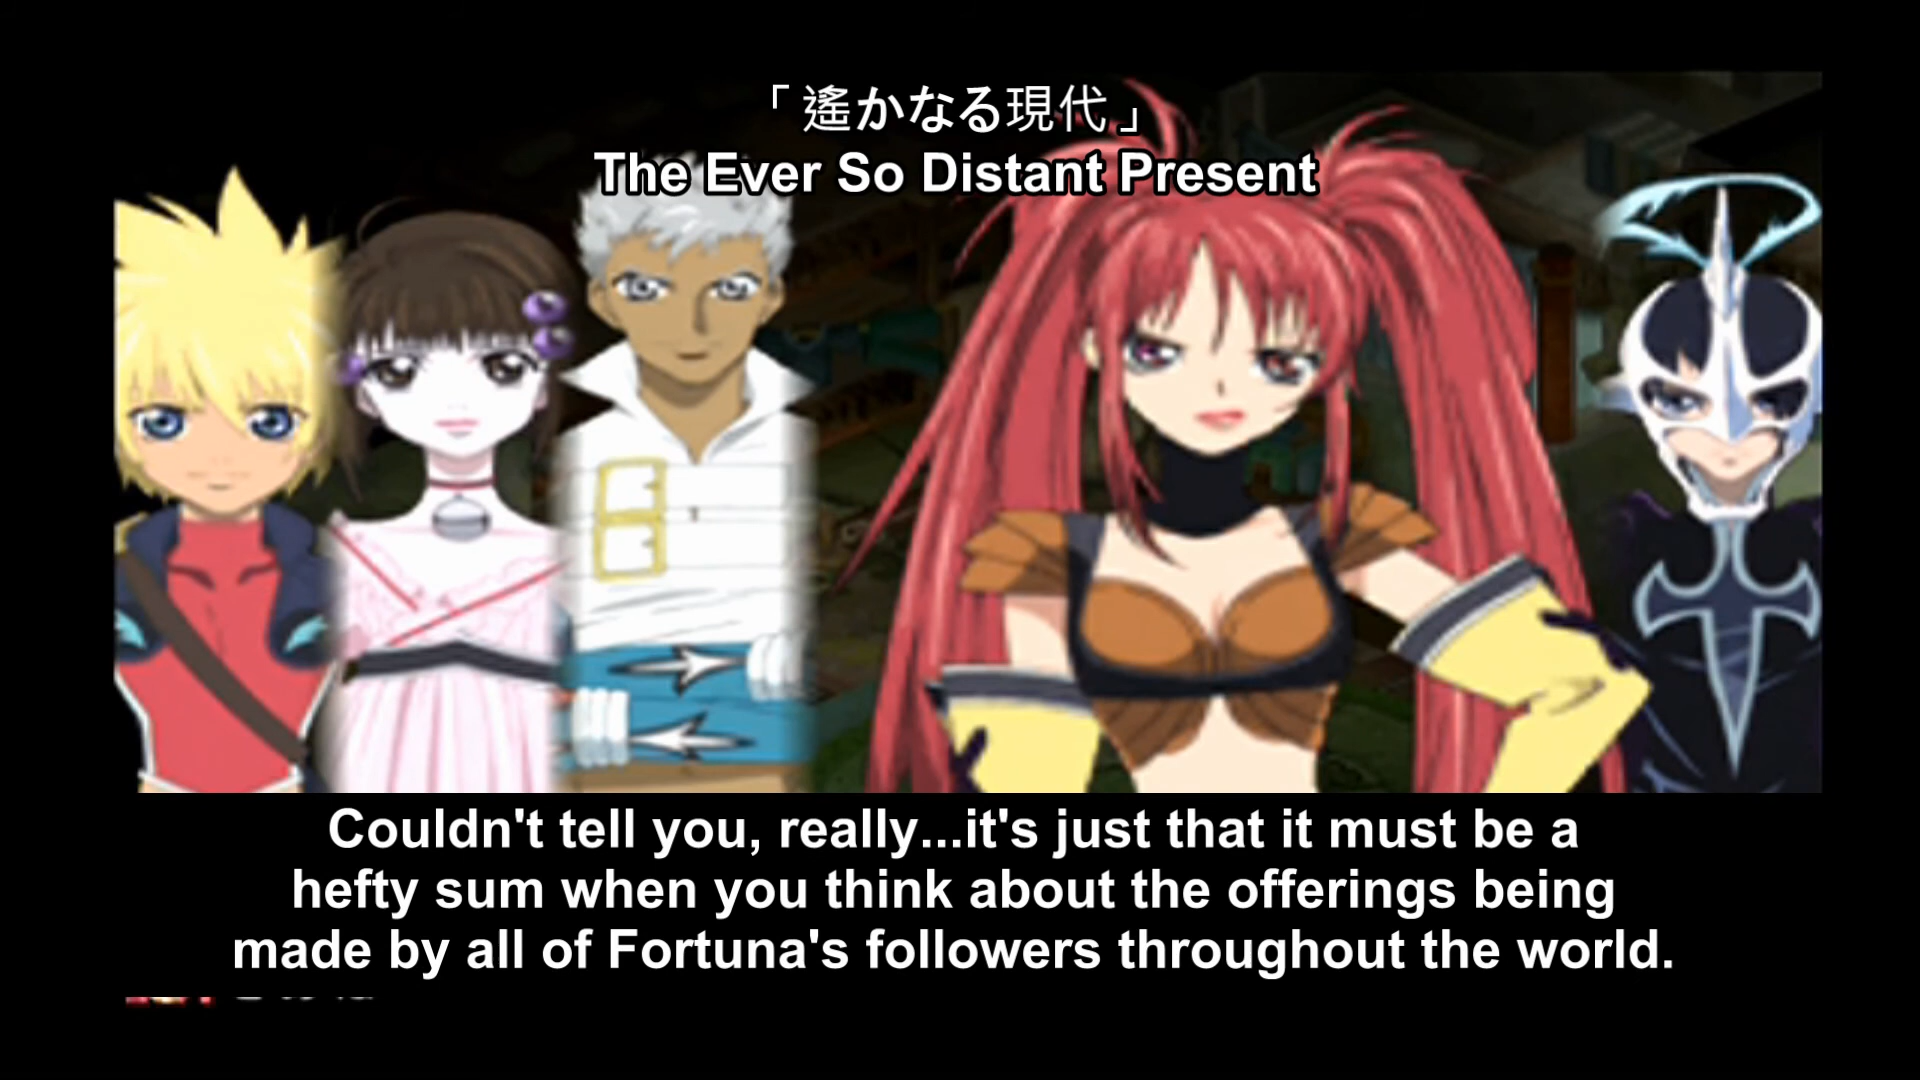 「遙かなる現代」
The Ever So Distant Present
Couldn't tell you, really...it's just that it must be a
hefty sum when you think about the offerings being
made by all of Fortuna's followers throughout the world.